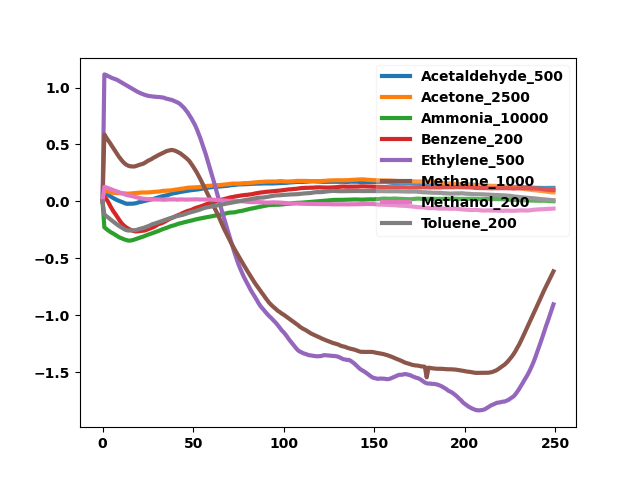 1.0
0.5
0.0
−0.5
−1.0
−1.5
0
50
100
150
200
250
Acetaldehyde_500
Acetone_2500
Ammonia_10000
Benzene_200
Ethylene_500
Methane_1000
Methanol_200
Toluene_200